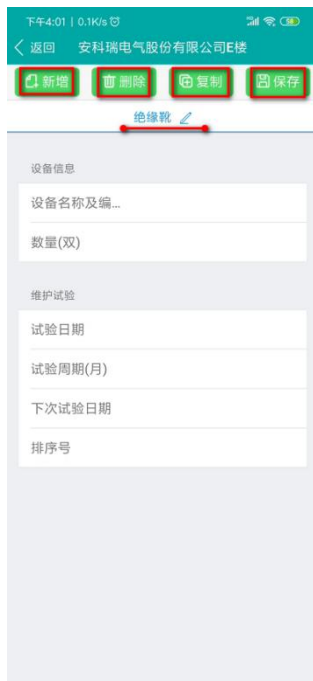 下午4:01 | 0.1K/s
返回 安科瑞电气股份有限公司E楼
新增 删除 复制 保存
绝缘靴
设备信息
设备名称及编...
数量(双)
维护试验
试验日期
试验周期(月)
下次试验日期
排序号